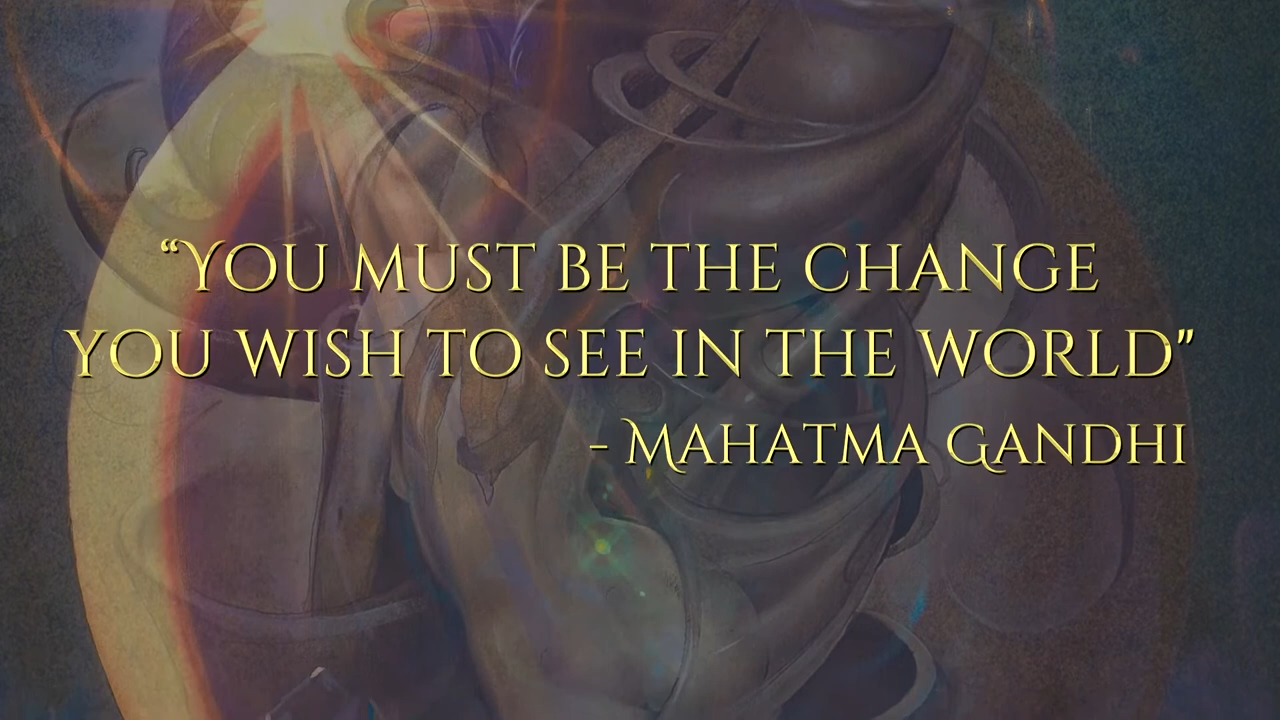 “You must be the change
you wish to see in the world"
- Mahatma Gandhi